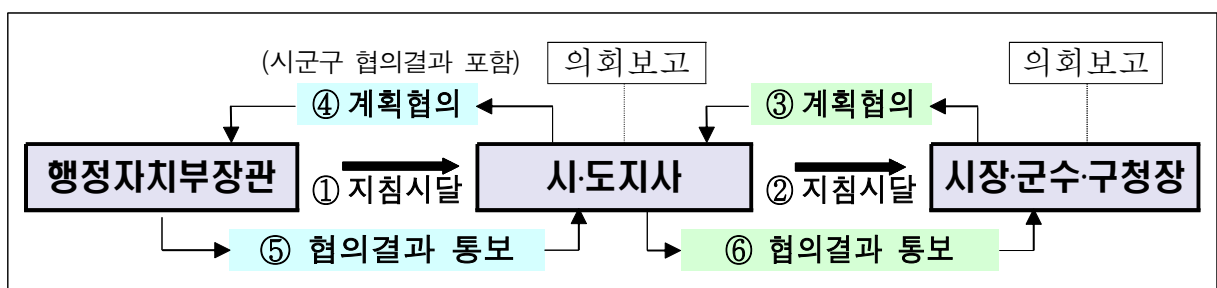 (시군구 협의결과 포함)
의회보고
의회보고
④ 계획협의
③ 계획협의
행정자치부장관
시·도지사
시장·군수·구청장
① 지침시달
② 지침시달
⑤ 협의결과 통보
⑥ 협의결과 통보